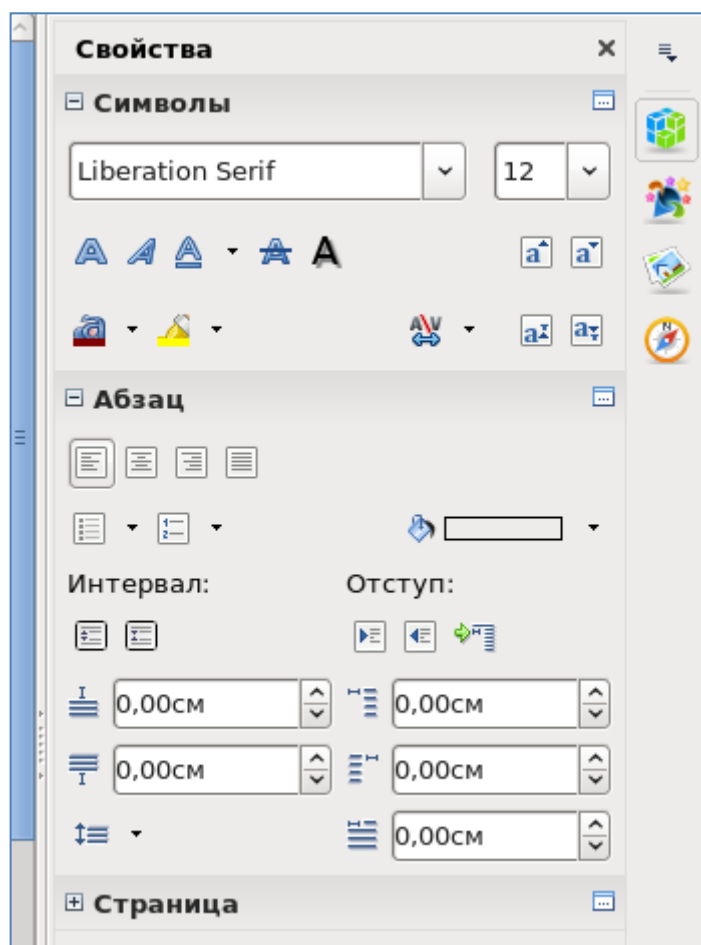 Свойства
Символы
Liberation Serif 12
Абзац
Интервал: Отступ:
0,00см 0,00см
0,00см 0,00см
0,00см
Страница